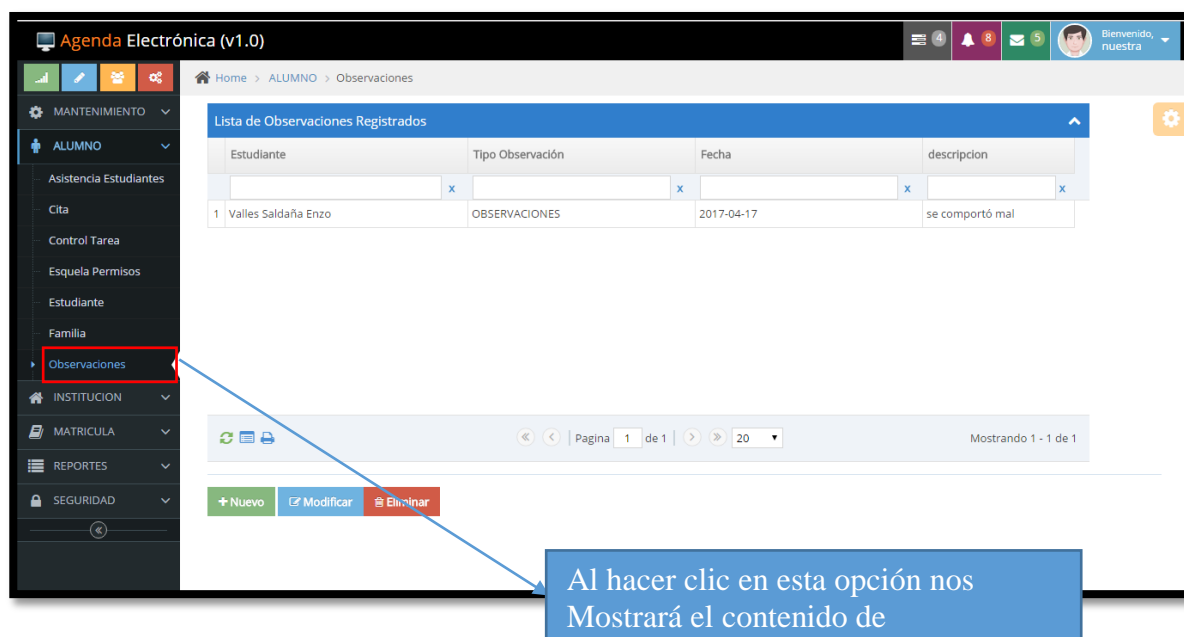 Agenda Electrónica (v1.0)
4
8
5
Bienvenido,
nuestra
Home > ALUMNO > Observaciones
MANTENIMIENTO
ALUMNO
Asistencia Estudiantes
Cita
Control Tarea
Esquela Permisos
Estudiante
Familia
Observaciones
INSTITUCION
MATRICULA
REPORTES
SEGURIDAD
Lista de Observaciones Registrados
Estudiante Tipo Observación Fecha descripcion
x x x x
1 Valles Saldaña Enzo OBSERVACIONES 2017-04-17 se comportó mal
Pagina 1 de 1 20 Mostrando 1 - 1 de 1
+ Nuevo Modificar Eliminar
Al hacer clic en esta opción nos
Mostrará el contenido de